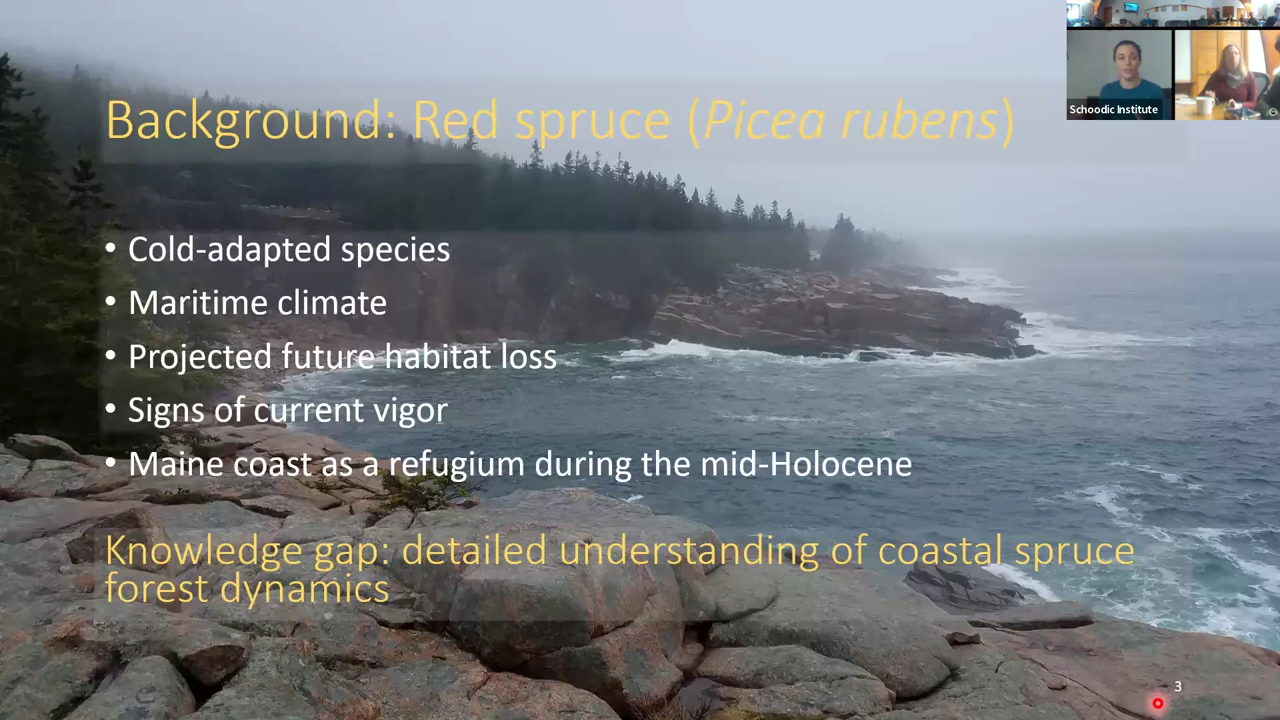 Background: Red spruce (Picea rubens)
Schoodic Institute
• Cold-adapted species
• Maritime climate
• Projected future habitat loss
• Signs of current vigor
• Maine coast as a refugium during the mid-Holocene
Knowledge gap: detailed understanding of coastal spruce
forest dynamics
3